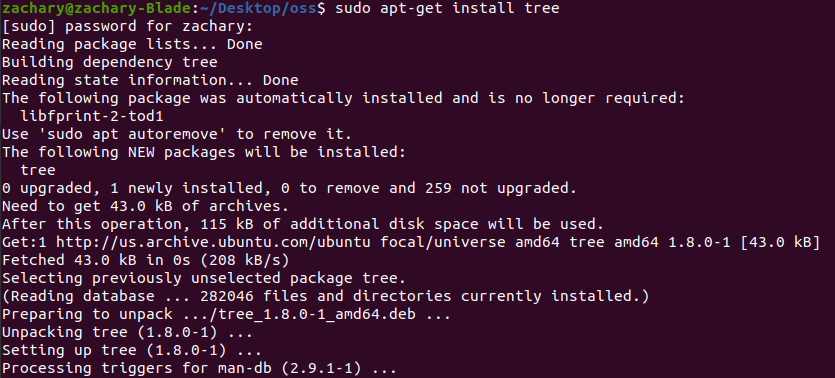 zachary@zachary-Blade:~/Desktop/oss$ sudo apt-get install tree
[sudo] password for zachary:
Reading package lists... Done
Building dependency tree
Reading state information... Done
The following package was automatically installed and is no longer required:
  libfprint-2-tod1
Use 'sudo apt autoremove' to remove it.
The following NEW packages will be installed:
  tree
0 upgraded, 1 newly installed, 0 to remove and 259 not upgraded.
Need to get 43.0 kB of archives.
After this operation, 115 kB of additional disk space will be used.
Get:1 http://us.archive.ubuntu.com/ubuntu focal/universe amd64 tree amd64 1.8.0-1 [43.0 kB]
Fetched 43.0 kB in 0s (208 kB/s)
Selecting previously unselected package tree.
(Reading database ... 282046 files and directories currently installed.)
Preparing to unpack .../tree_1.8.0-1_amd64.deb ...
Unpacking tree (1.8.0-1) ...
Setting up tree (1.8.0-1) ...
Processing triggers for man-db (2.9.1-1) ...